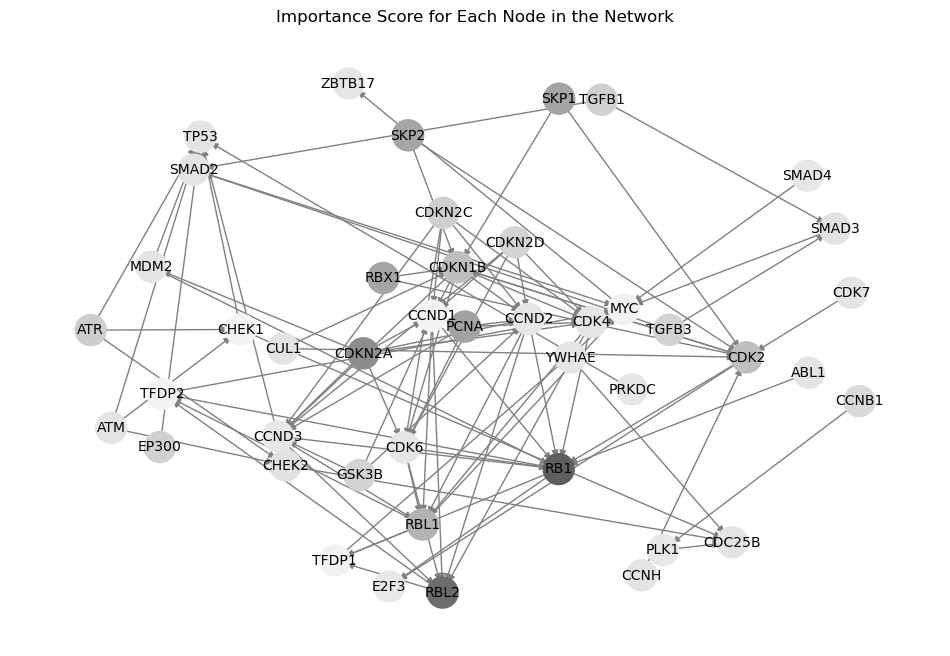 Importance Score for Each Node in the Network
ZBTB17
SKP1
TGFB1
TP53
SKP2
SMAD2
SMAD4
CDKN2C
SMAD3
CDKN2D
MDM2
RBX1
CDKN1B
CDK7
MYC
CCND1
CCND2
CDK4
ATR
CHEK1
PCNA
TGFB3
CUL1
CDKN2A
YWHAE
CDK2
ABL1
TFDP2
PRKDC
CCNB1
ATM
CCND3
EP300
CDK6
CHEK2
GSK3B
RB1
RBL1
CDC25B
PLK1
TFDP1
CCNH
E2F3
RBL2